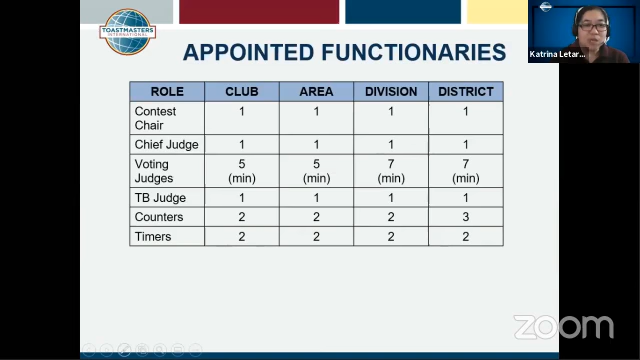 TOASTMASTERS
INTERNATIONAL
APPOINTED FUNCTIONARIES
Katrina Letar...
ROLE CLUB AREA DIVISION DISTRICT
Contest Chair 1 1 1 1
Chief Judge 1 1 1 1
Voting Judges 5 (min) 5 (min) 7 (min) 7 (min)
TB Judge 1 1 1 1
Counters 2 2 2 3
Timers 2 2 2 2
zoom